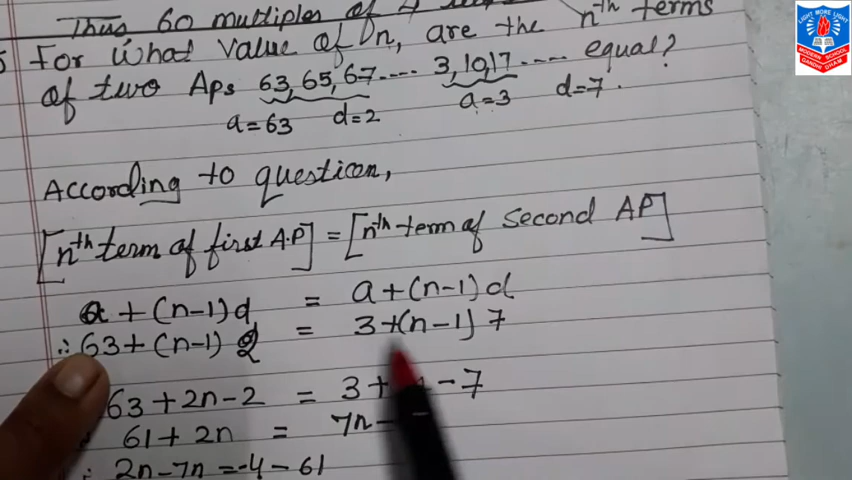 Thus 60 multiples of 4
For what value of n, are the nth terms
of two Aps 63, 65, 67---- 3, 10, 17 ---- equal?
a=63 d=2 a=3 d=7.
According to question,
[nth term of first A.P] = [nth term of second AP]
a + (n-1)d = a + (n-1)d
∴ 63 + (n-1) 2 = 3 + (n-1) 7
63 + 2n - 2 = 3 + - 7
61 + 2n = 7n -
∴ 2n - 7n = -4 - 61
LIGHT MORE LIGHT
MODERN SCHOOL
GANDHI DHAM